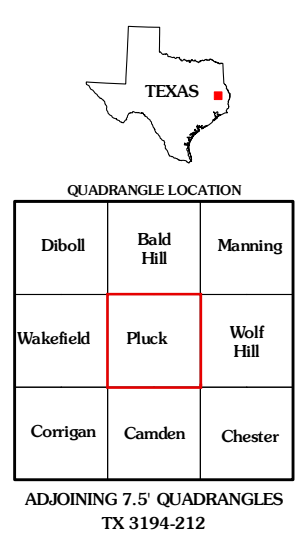 TEXAS
QUADRANGLE LOCATION
Diboll
Bald
Hill
Manning
Wakefield
Pluck
Wolf
Hill
Corrigan
Camden
Chester
ADJOINING 7.5' QUADRANGLES
TX 3194-212